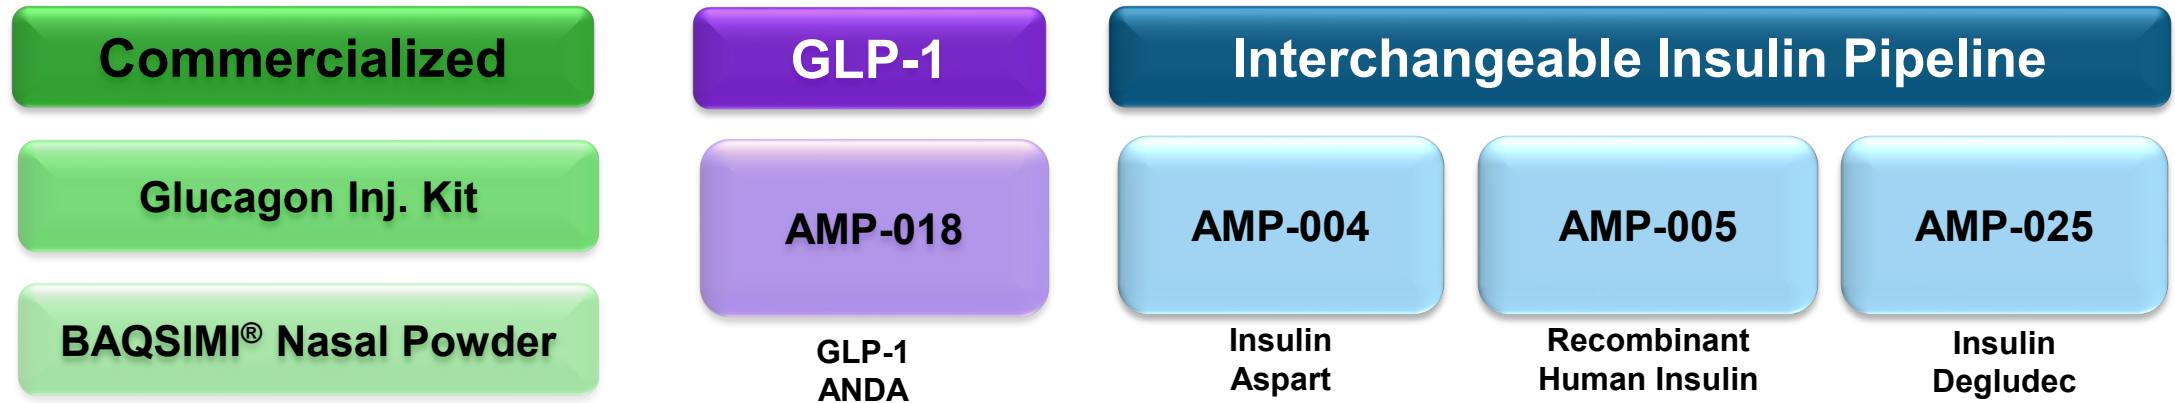 Commercialized
Glucagon Inj. Kit
BAQSIMI® Nasal Powder
GLP-1
AMP-018
GLP-1
ANDA
Interchangeable Insulin Pipeline
AMP-004
Insulin
Aspart
AMP-005
Recombinant
Human Insulin
AMP-025
Insulin
Degludec